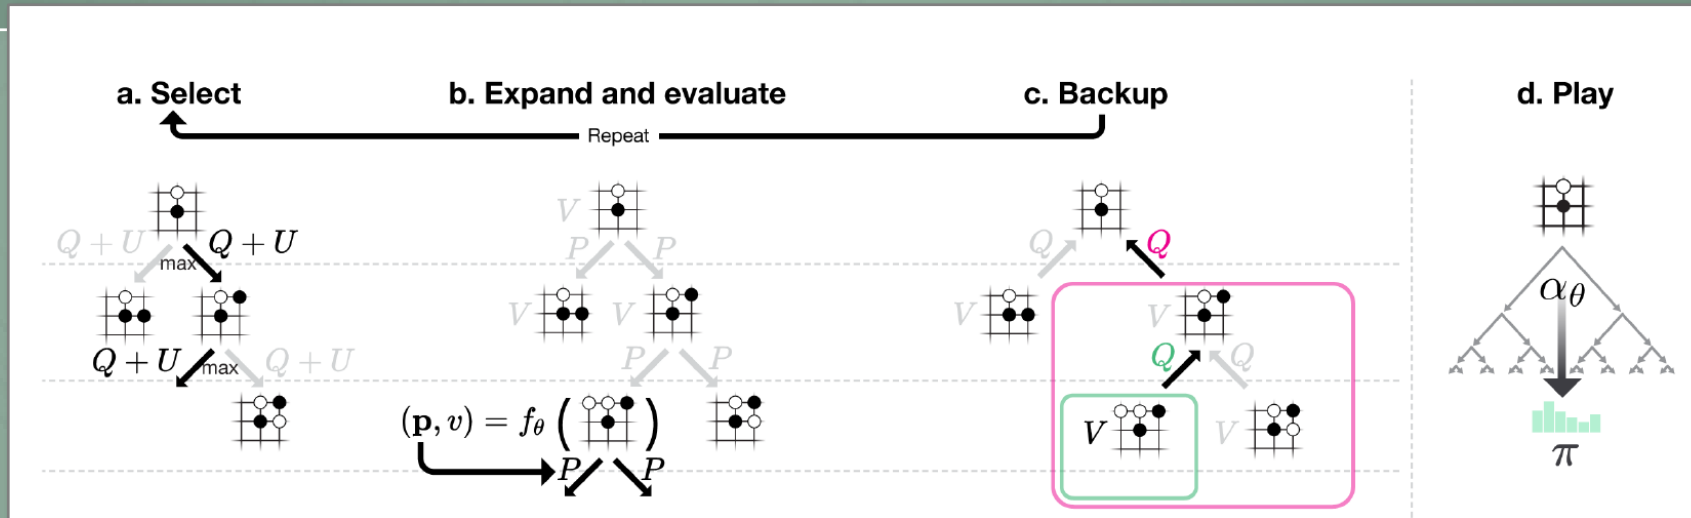 a. Select
b. Expand and evaluate
c. Backup
d. Play
Repeat
Q + U
Q + U
max
Q + U
max
Q + U
V
P
P
V
V
P
P
(p, v) = fθ ( )
P
P
Q
Q
V
V
Q
Q
V
V
αθ
π